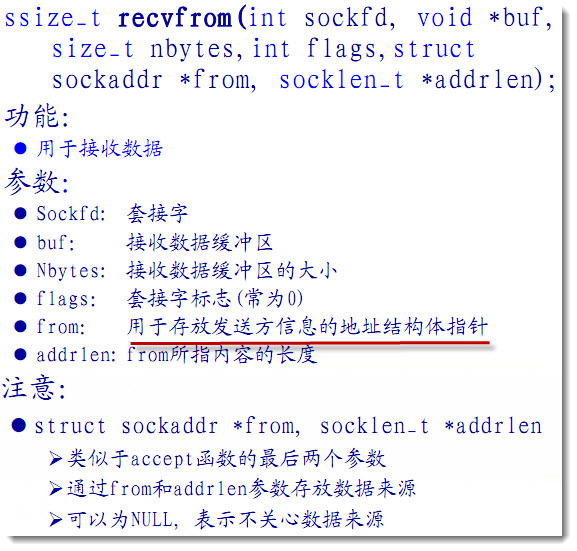 ssize_t recvfrom(int sockfd, void *buf,
size_t nbytes,int flags,struct
sockaddr *from, socklen_t *addrlen);
功能:
● 用于接收数据
参数:
● Sockfd: 套接字
● buf: 接收数据缓冲区
● Nbytes: 接收数据缓冲区的大小
● flags: 套接字标志(常为0)
● from: 用于存放发送方信息的地址结构体指针
● addrlen: from所指内容的长度
注意:
● struct sockaddr *from, socklen_t *addrlen
➢类似于accept函数的最后两个参数
➢通过from和addrlen参数存放数据来源
➢可以为NULL, 表示不关心数据来源